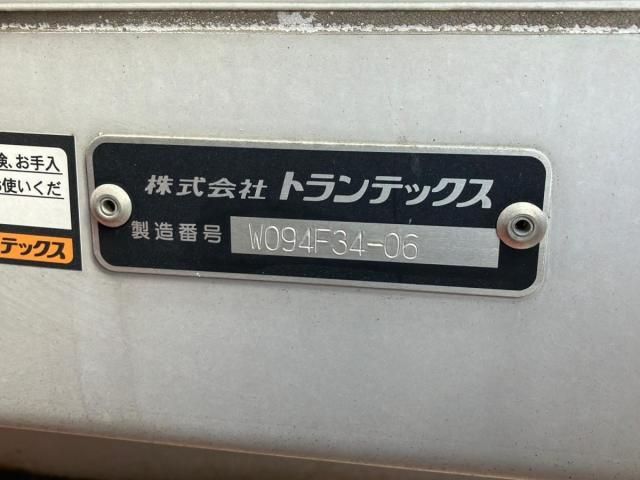 検、お手入
使いくだ
テックス
株式会社 トランテックス
製造番号 W094F34-06